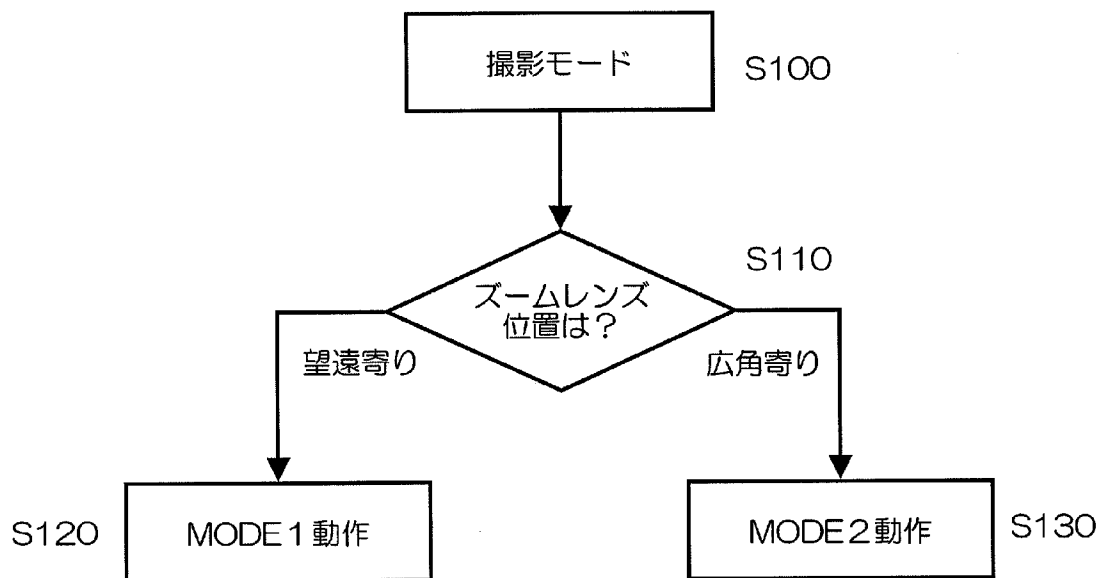 撮影モード
S100
S110
ズームレンズ
位置は？
望遠寄り
広角寄り
S120
MODE1動作
MODE2動作
S130